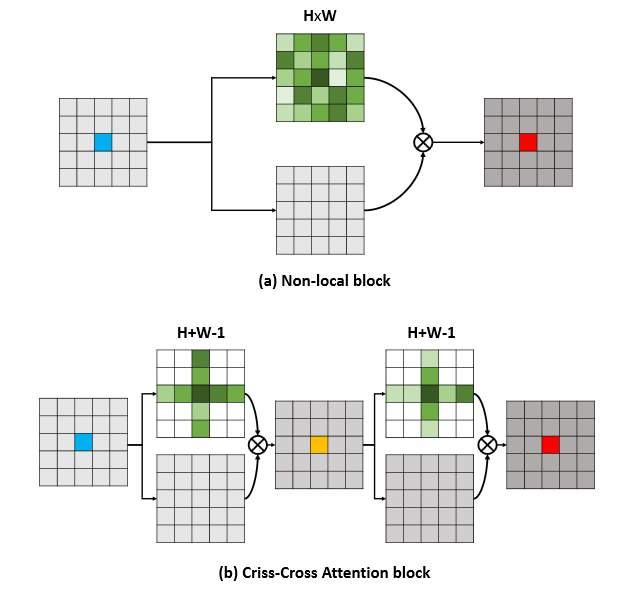 HxW
(a) Non-local block
H+W-1
H+W-1
(b) Criss-Cross Attention block